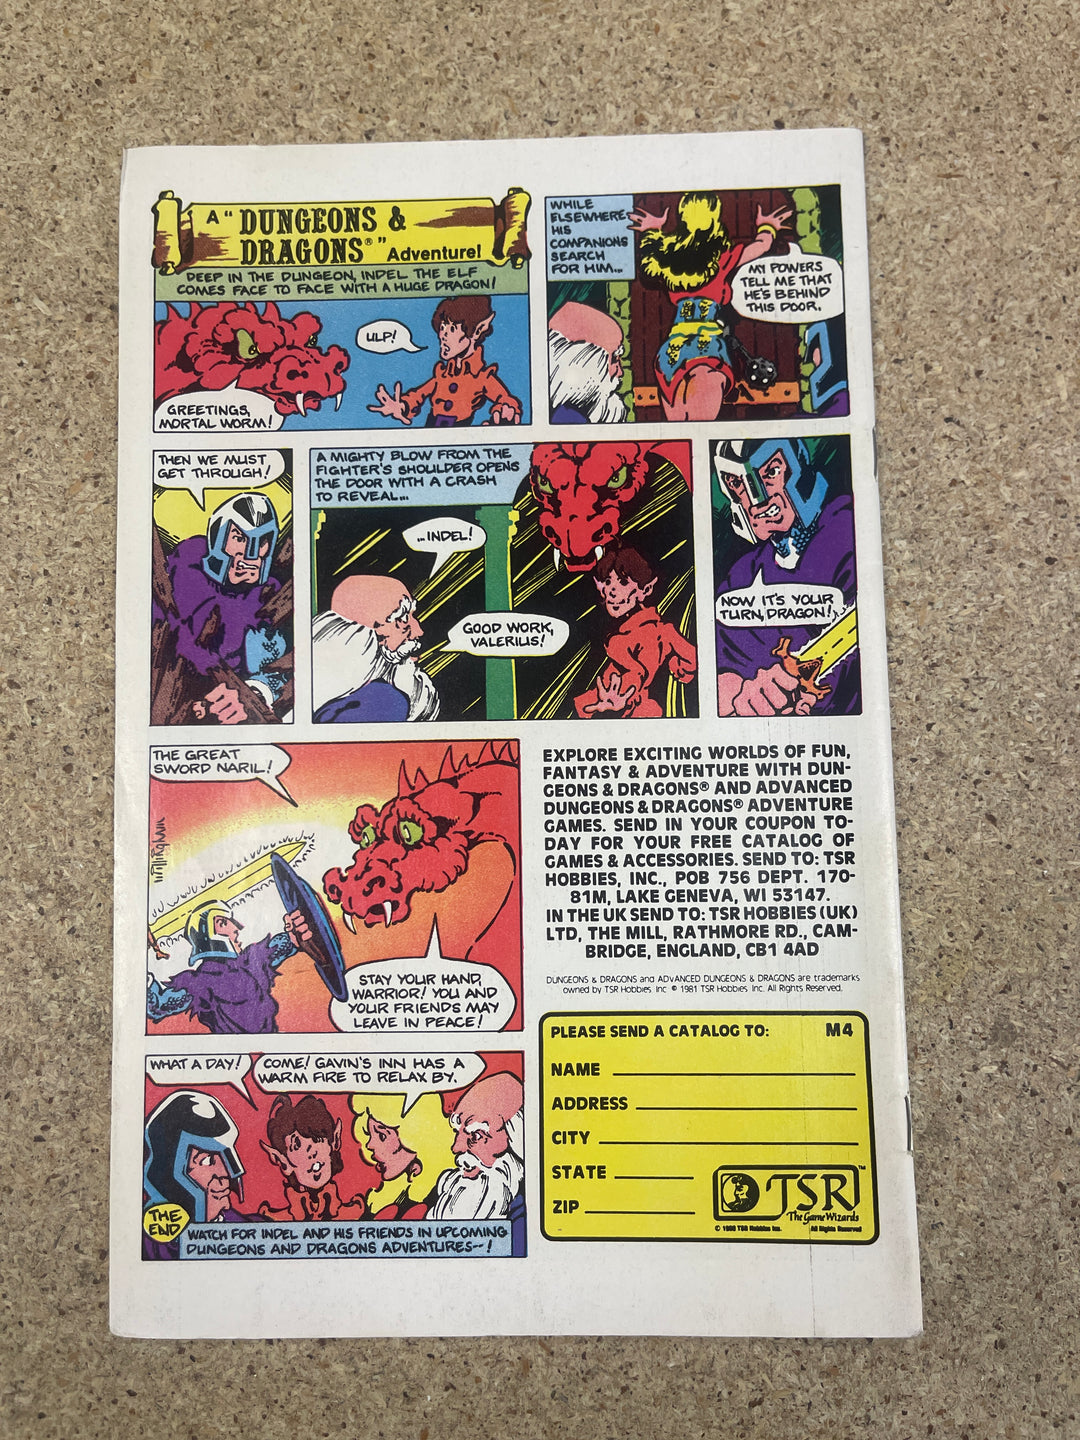 A " DUNGEONS &
DRAGONS® " Adventure!
DEEP IN THE DUNGEON, INDEL THE ELF
COMES FACE TO FACE WITH A HUGE DRAGON!
ULP!
GREETINGS,
MORTAL WORM!
WHILE
ELSEWHERE,
HIS
COMPANIONS
SEARCH
FOR HIM...
MY POWERS
TELL ME THAT
HE'S BEHIND
THIS DOOR.
THEN WE MUST
GET THROUGH!
A MIGHTY BLOW FROM THE
FIGHTER'S SHOULDER OPENS
THE DOOR WITH A CRASH
TO REVEAL...
...INDEL!
GOOD WORK,
VALERIUS!
NOW IT'S YOUR
TURN, DRAGON!
THE GREAT
SWORD NARIL!
Willingham
STAY YOUR HAND,
WARRIOR! YOU AND
YOUR FRIENDS MAY
LEAVE IN PEACE!
WHAT A DAY!
COME! GAVIN'S INN HAS A
WARM FIRE TO RELAX BY.
THE
END
WATCH FOR INDEL AND HIS FRIENDS IN UPCOMING
DUNGEONS AND DRAGONS ADVENTURES--!
EXPLORE EXCITING WORLDS OF FUN,
FANTASY & ADVENTURE WITH DUN-
GEONS & DRAGONS® AND ADVANCED
DUNGEONS & DRAGONS® ADVENTURE
GAMES. SEND IN YOUR COUPON TO-
DAY FOR YOUR FREE CATALOG OF
GAMES & ACCESSORIES. SEND TO: TSR
HOBBIES, INC., POB 756 DEPT. 170-
81M, LAKE GENEVA, WI 53147.
IN THE UK SEND TO: TSR HOBBIES (UK)
LTD, THE MILL, RATHMORE RD., CAM-
BRIDGE, ENGLAND, CB1 4AD
DUNGEONS & DRAGONS and ADVANCED DUNGEONS & DRAGONS are trademarks
owned by TSR Hobbies, Inc © 1981 TSR Hobbies Inc. All Rights Reserved.
PLEASE SEND A CATALOG TO: M4
NAME
ADDRESS
CITY
STATE
ZIP
TSR™
The Game Wizards
© 1980 TSR Hobbies Inc. All Rights Reserved